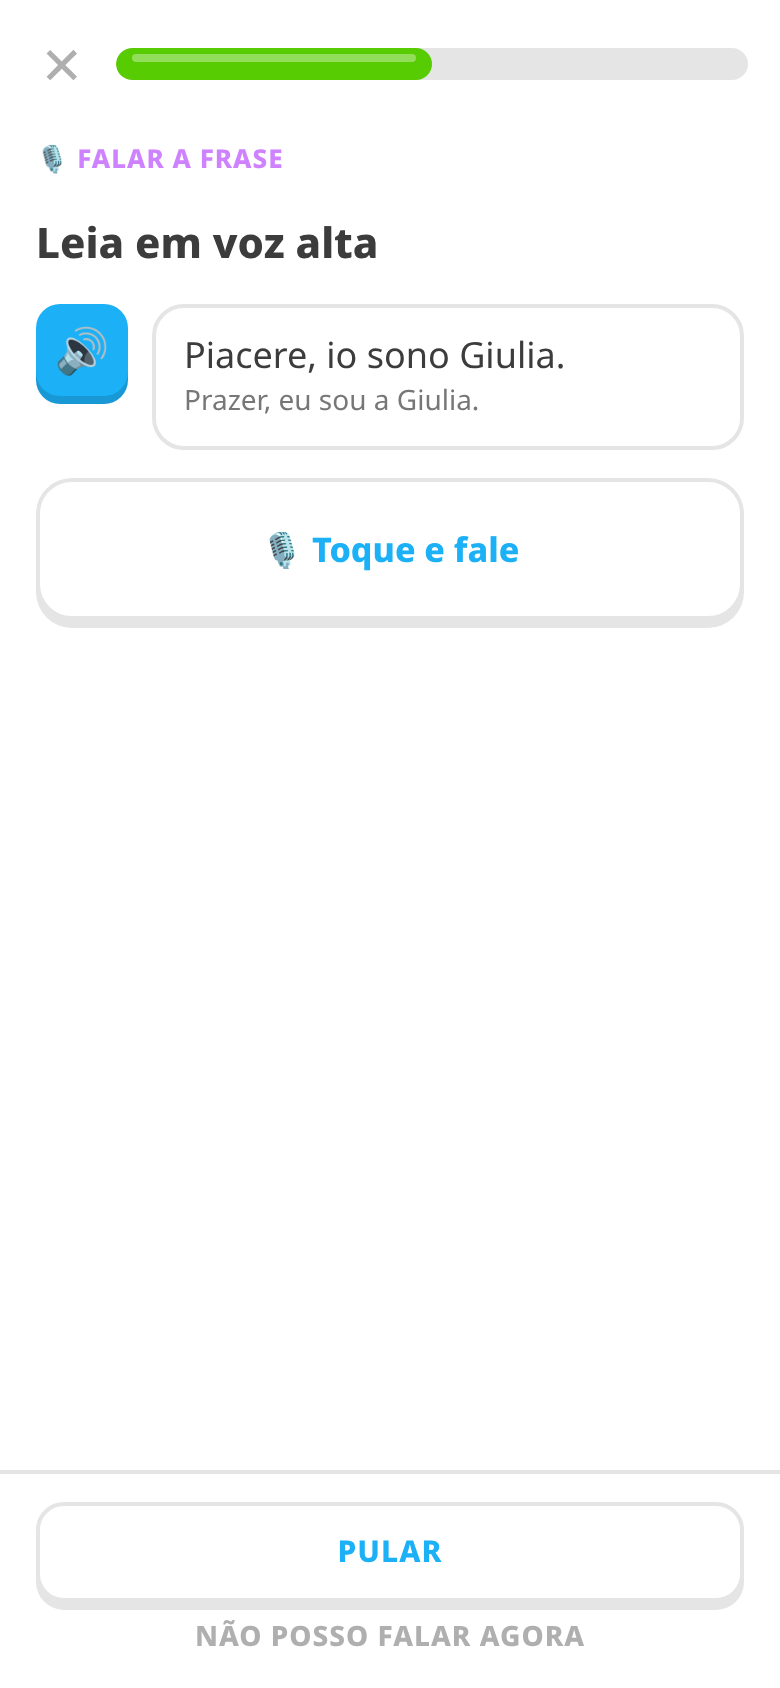 FALAR A FRASE
Leia em voz alta
Piacere, io sono Giulia.
Prazer, eu sou a Giulia.
Toque e fale
PULAR
NÃO POSSO FALAR AGORA